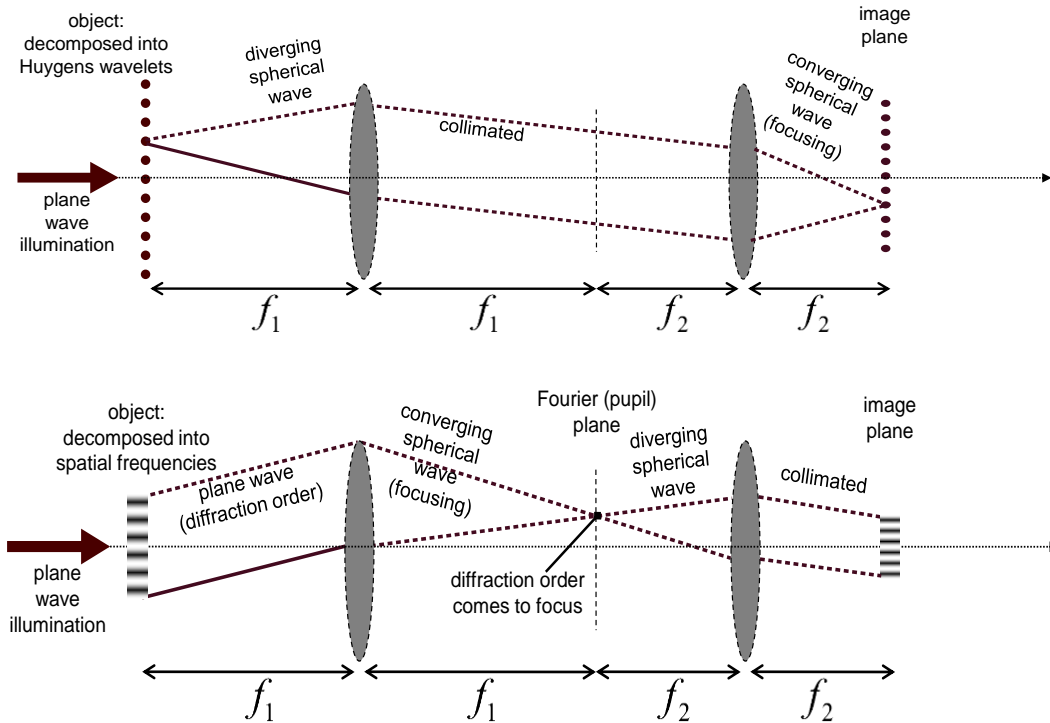 object:
decomposed into
Huygens wavelets
diverging
spherical
wave
collimated
converging
spherical
wave
(focusing)
image
plane
plane
wave
illumination
f1
f1
f2
f2
object:
decomposed into
spatial frequencies
plane wave
(diffraction order)
converging
spherical
wave
(focusing)
Fourier (pupil)
plane
diverging
spherical
wave
collimated
image
plane
plane
wave
illumination
diffraction order
comes to focus
f1
f1
f2
f2